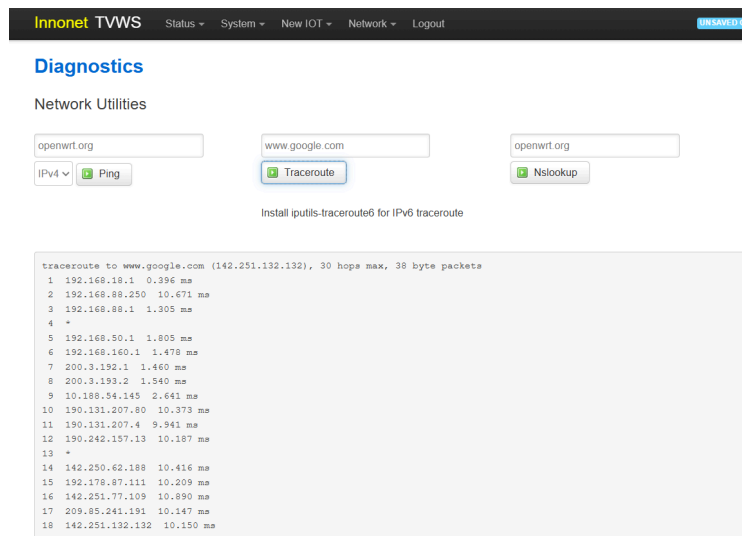 Innonet TVWS Status System New IOT Network Logout UNSAVED
Diagnostics
Network Utilities
openwrt.org www.google.com openwrt.org
IPv4 Ping Traceroute Nslookup
Install iputils-traceroute6 for IPv6 traceroute
traceroute to www.google.com (142.251.132.132), 30 hops max, 38 byte packets
1 192.168.18.1 0.396 ms
2 192.168.88.250 10.671 ms
3 192.168.88.1 1.305 ms
4 *
5 192.168.50.1 1.805 ms
6 192.168.160.1 1.478 ms
7 200.3.192.1 1.460 ms
8 200.3.193.2 1.540 ms
9 10.188.54.145 2.641 ms
10 190.131.207.80 10.373 ms
11 190.131.207.4 9.941 ms
12 190.242.157.13 10.187 ms
13 *
14 142.250.62.188 10.416 ms
15 192.178.87.111 10.209 ms
16 142.251.77.109 10.890 ms
17 209.85.241.191 10.147 ms
18 142.251.132.132 10.150 ms